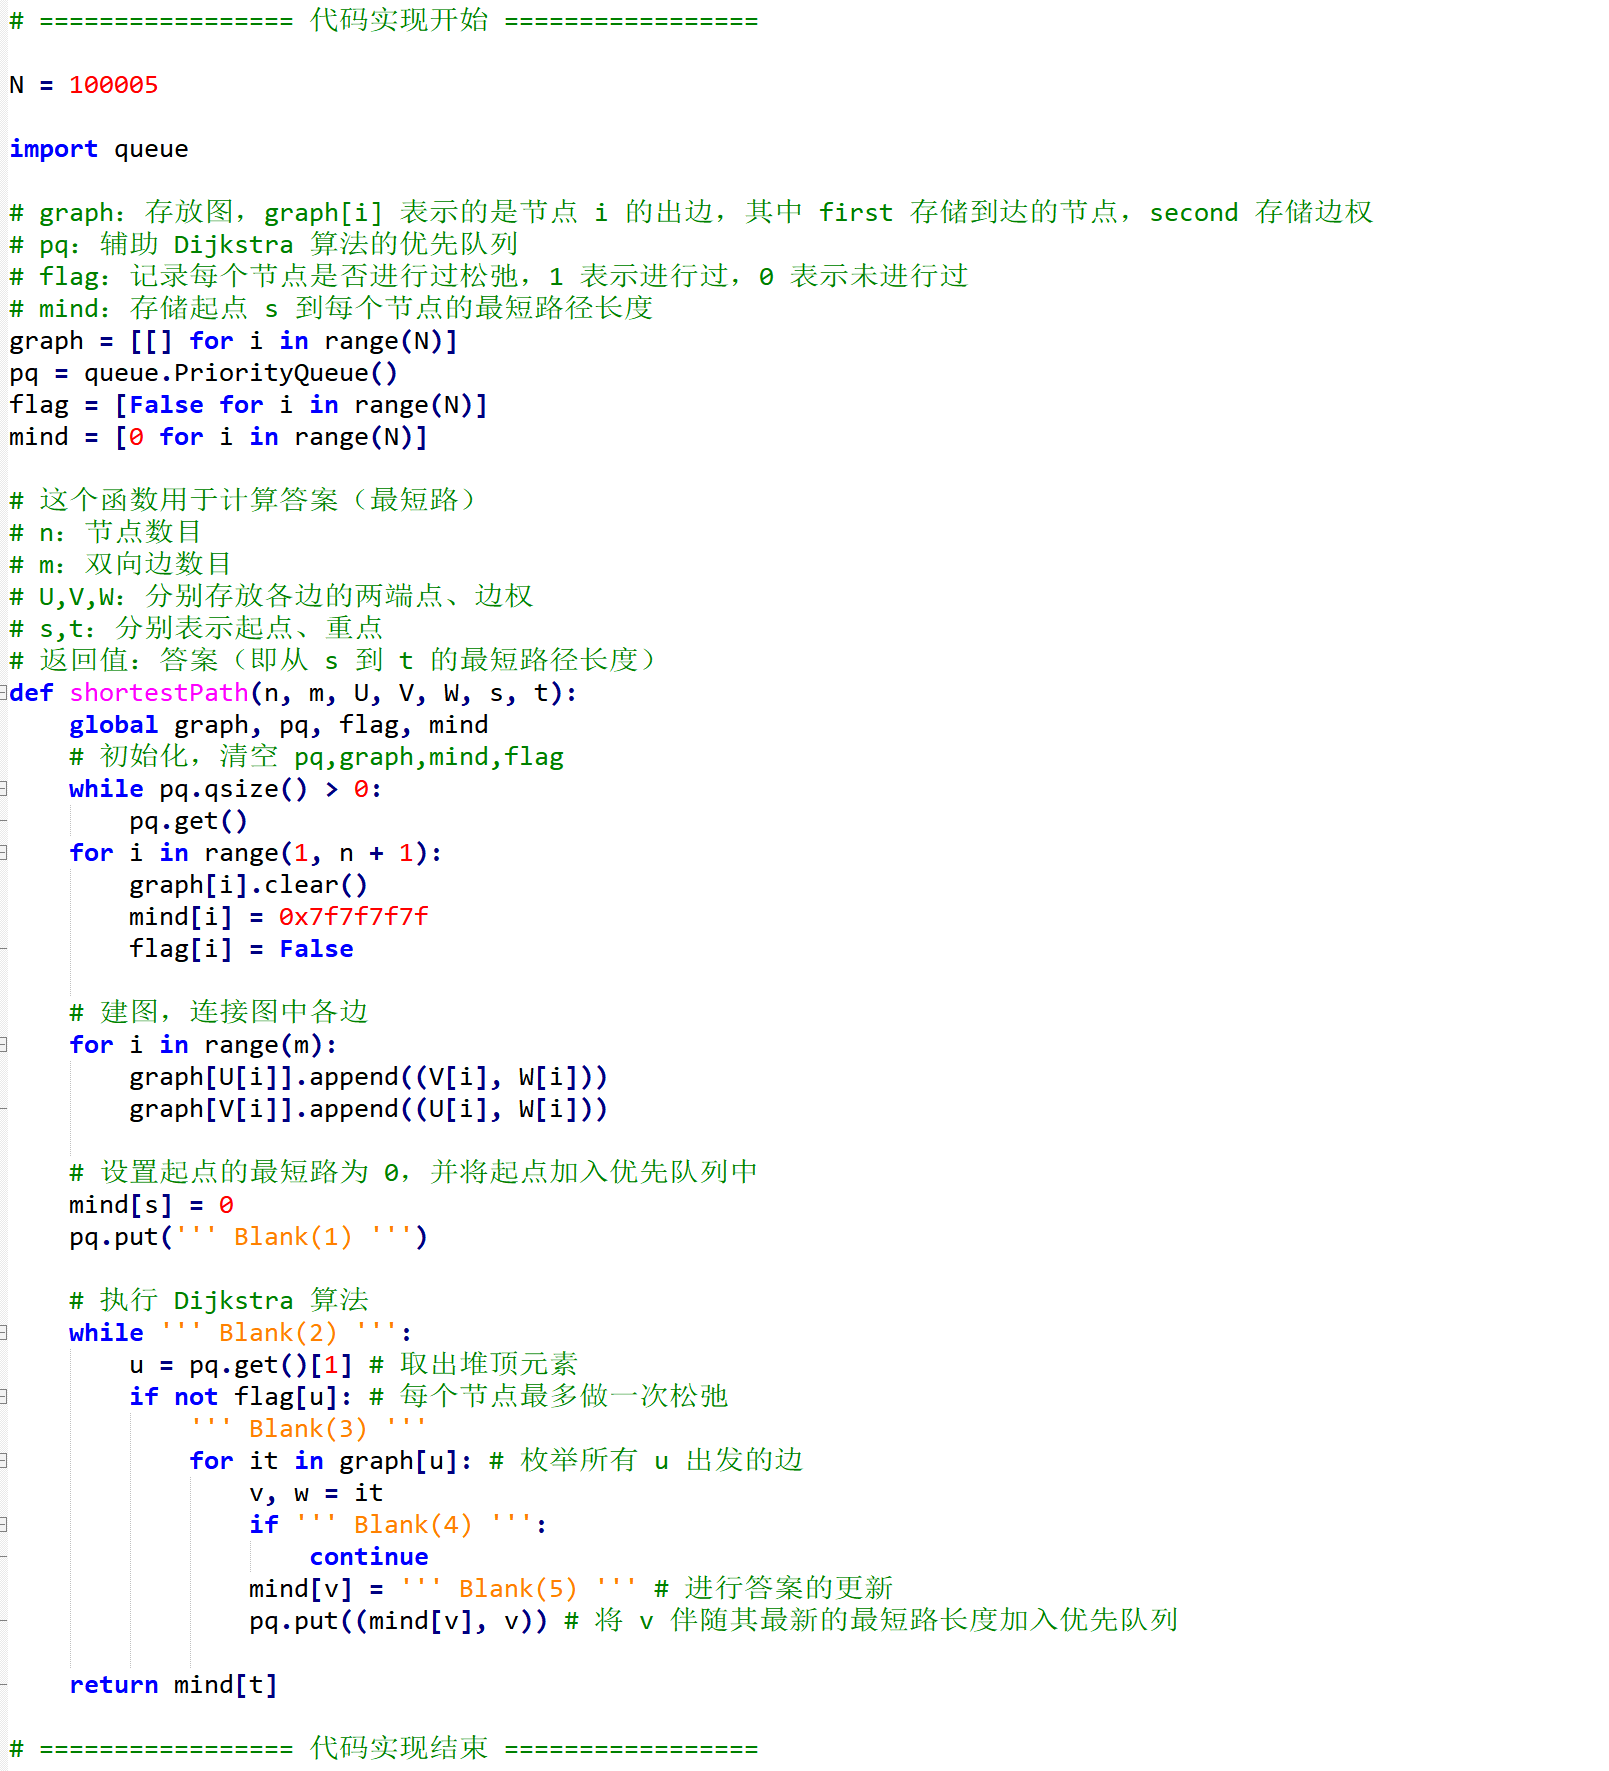 # ================= 代码实现开始 =================
N = 100005
import queue
# graph：存放图，graph[i] 表示的是节点 i 的出边，其中 first 存储到达的节点，second 存储边权
# pq：辅助 Dijkstra 算法的优先队列
# flag：记录每个节点是否进行过松弛，1 表示进行过，0 表示未进行过
# mind：存储起点 s 到每个节点的最短路径长度
graph = [[] for i in range(N)]
pq = queue.PriorityQueue()
flag = [False for i in range(N)]
mind = [0 for i in range(N)]
# 这个函数用于计算答案（最短路）
# n：节点数目
# m：双向边数目
# U,V,W：分别存放各边的两端点、边权
# s,t：分别表示起点、重点
# 返回值：答案（即从 s 到 t 的最短路径长度）
def shortestPath(n, m, U, V, W, s, t):
    global graph, pq, flag, mind
    # 初始化，清空 pq,graph,mind,flag
    while pq.qsize() > 0:
        pq.get()
    for i in range(1, n + 1):
        graph[i].clear()
        mind[i] = 0x7f7f7f7f
        flag[i] = False
    # 建图，连接图中各边
    for i in range(m):
        graph[U[i]].append((V[i], W[i]))
        graph[V[i]].append((U[i], W[i]))
    # 设置起点的最短路为 0，并将起点加入优先队列中
    mind[s] = 0
    pq.put(''' Blank(1) ''')
    # 执行 Dijkstra 算法
    while ''' Blank(2) ''':
        u = pq.get()[1] # 取出堆顶元素
        if not flag[u]: # 每个节点最多做一次松弛
            ''' Blank(3) '''
            for it in graph[u]: # 枚举所有 u 出发的边
                v, w = it
                if ''' Blank(4) ''':
                    continue
                mind[v] = ''' Blank(5) ''' # 进行答案的更新
                pq.put((mind[v], v)) # 将 v 伴随其最新的最短路长度加入优先队列
    return mind[t]
# ================= 代码实现结束 =================